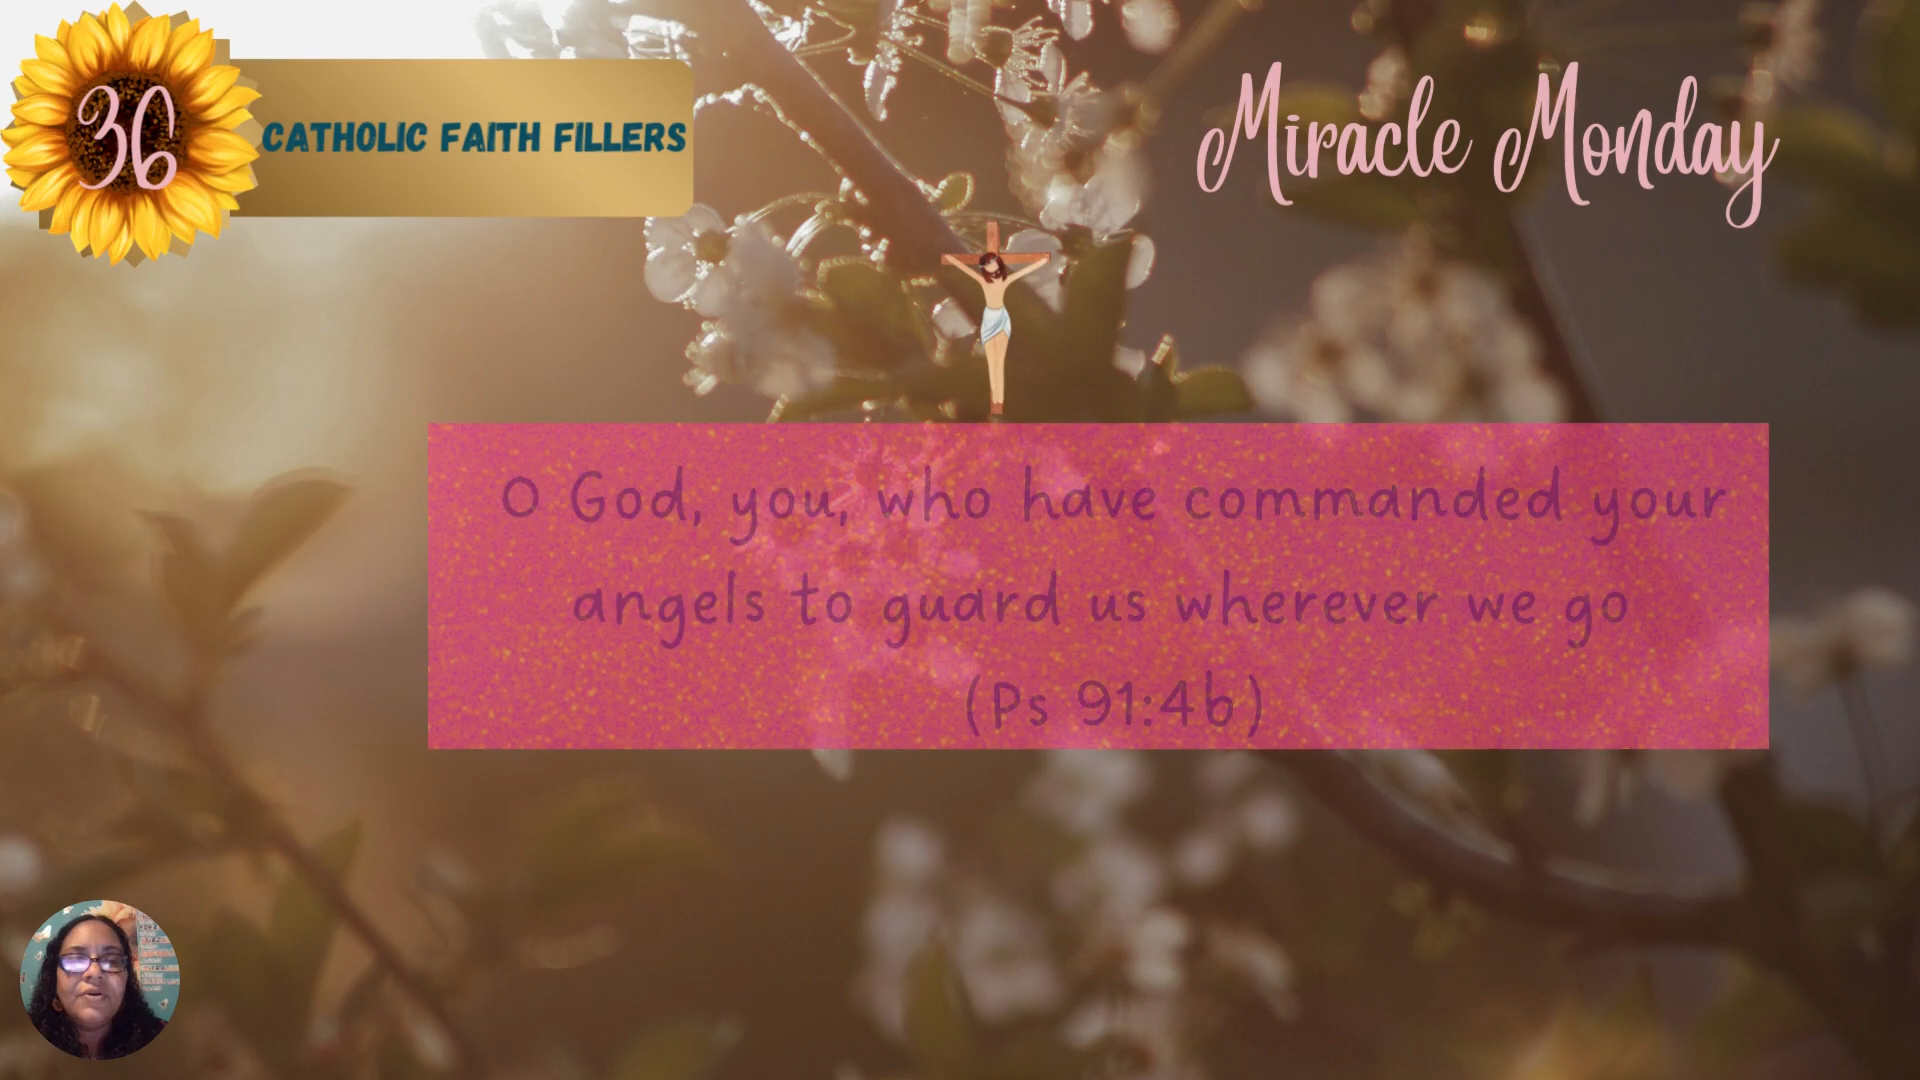 36
CATHOLIC FAITH FILLERS
Miracle Monday
O God, you, who have commanded your
angels to guard us wherever we go
(Ps 91:4b)